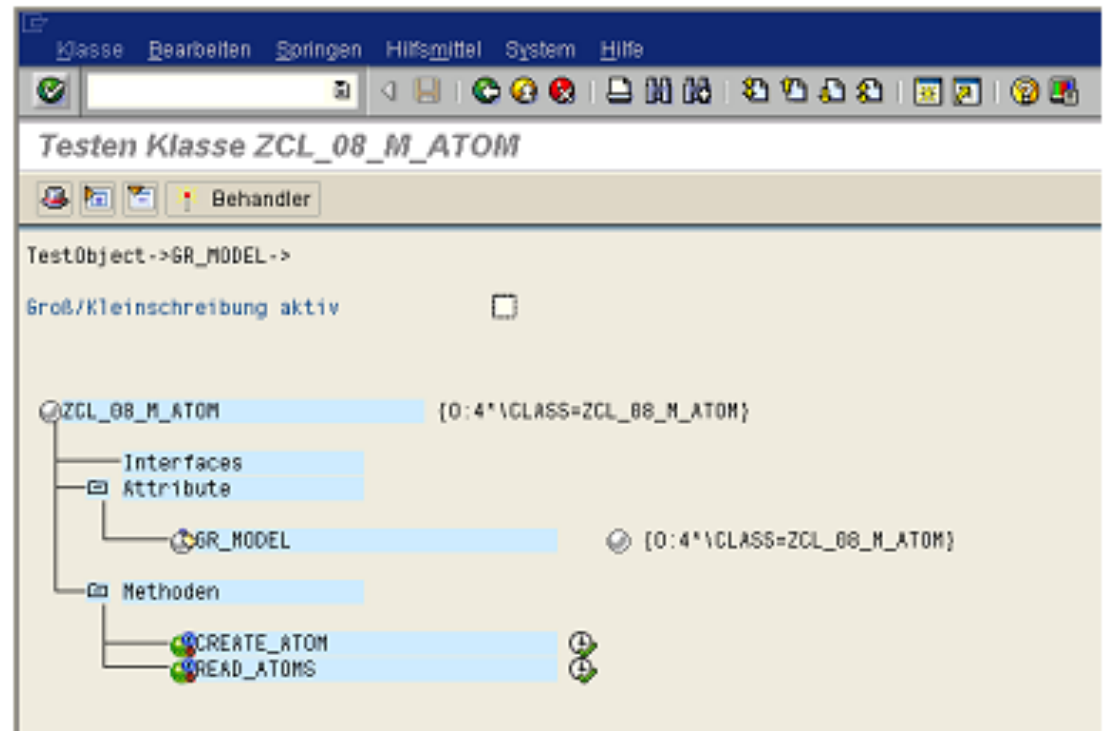 Klasse Bearbeiten Springen Hilfsmittel System Hilfe
Testen Klasse ZCL_08_M_ATOM
Behandler
TestObject->GR_MODEL->
Groß/Kleinschreibung aktiv
ZCL_08_M_ATOM {O:4*\CLASS=ZCL_08_M_ATOM}
Interfaces
Attribute
GR_MODEL {O:4*\CLASS=ZCL_08_M_ATOM}
Methoden
CREATE_ATOM
READ_ATOMS